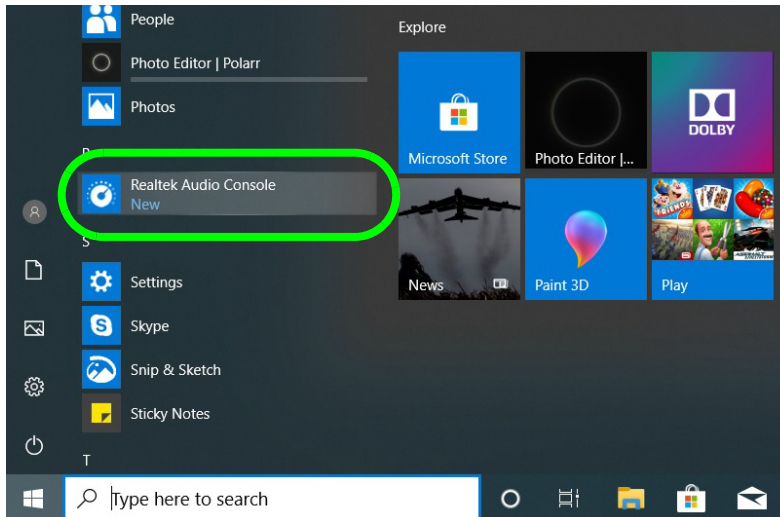 People
Photo Editor | Polarr
Photos
Realtek Audio Console
New
S
Settings
Skype
Snip & Sketch
Sticky Notes
T
Explore
Microsoft Store
Photo Editor |...
DOLBY
News
Paint 3D
Play
Type here to search